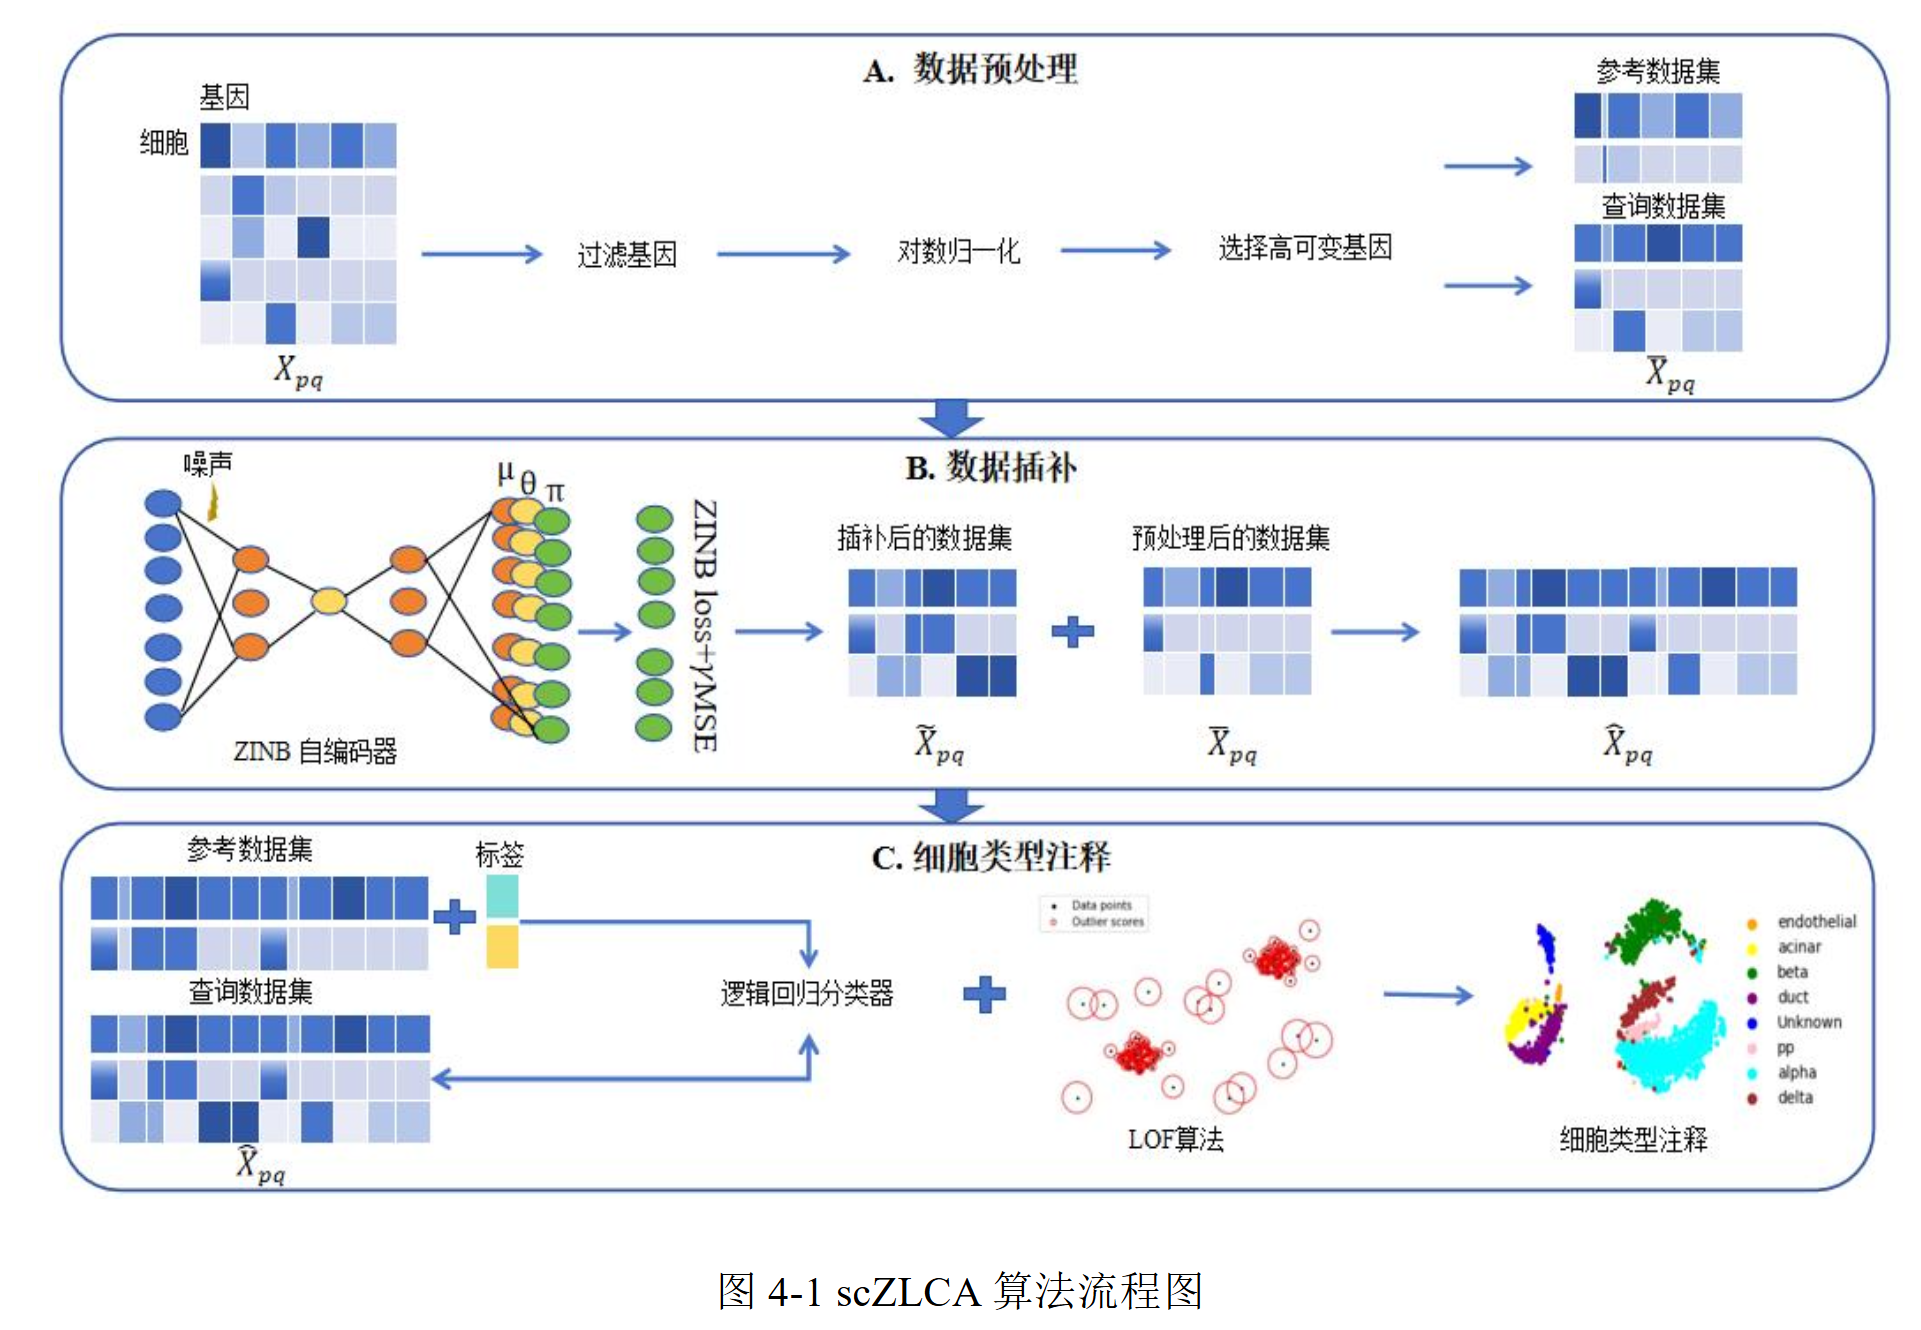 A. 数据预处理
基因
细胞
X_pq
过滤基因
对数归一化
选择高可变基因
参考数据集
查询数据集
X̅_pq
B. 数据插补
噪声
μ θ π
ZINB 自编码器
ZINB loss+γMSE
插补后的数据集
X̃_pq
预处理后的数据集
X̅_pq
X̂_pq
C. 细胞类型注释
参考数据集
标签
查询数据集
X̂_pq
逻辑回归分类器
Data points
Outlier scores
LOF算法
endothelial
acinar
beta
duct
Unknown
pp
alpha
delta
细胞类型注释
图 4-1 scZLCA 算法流程图